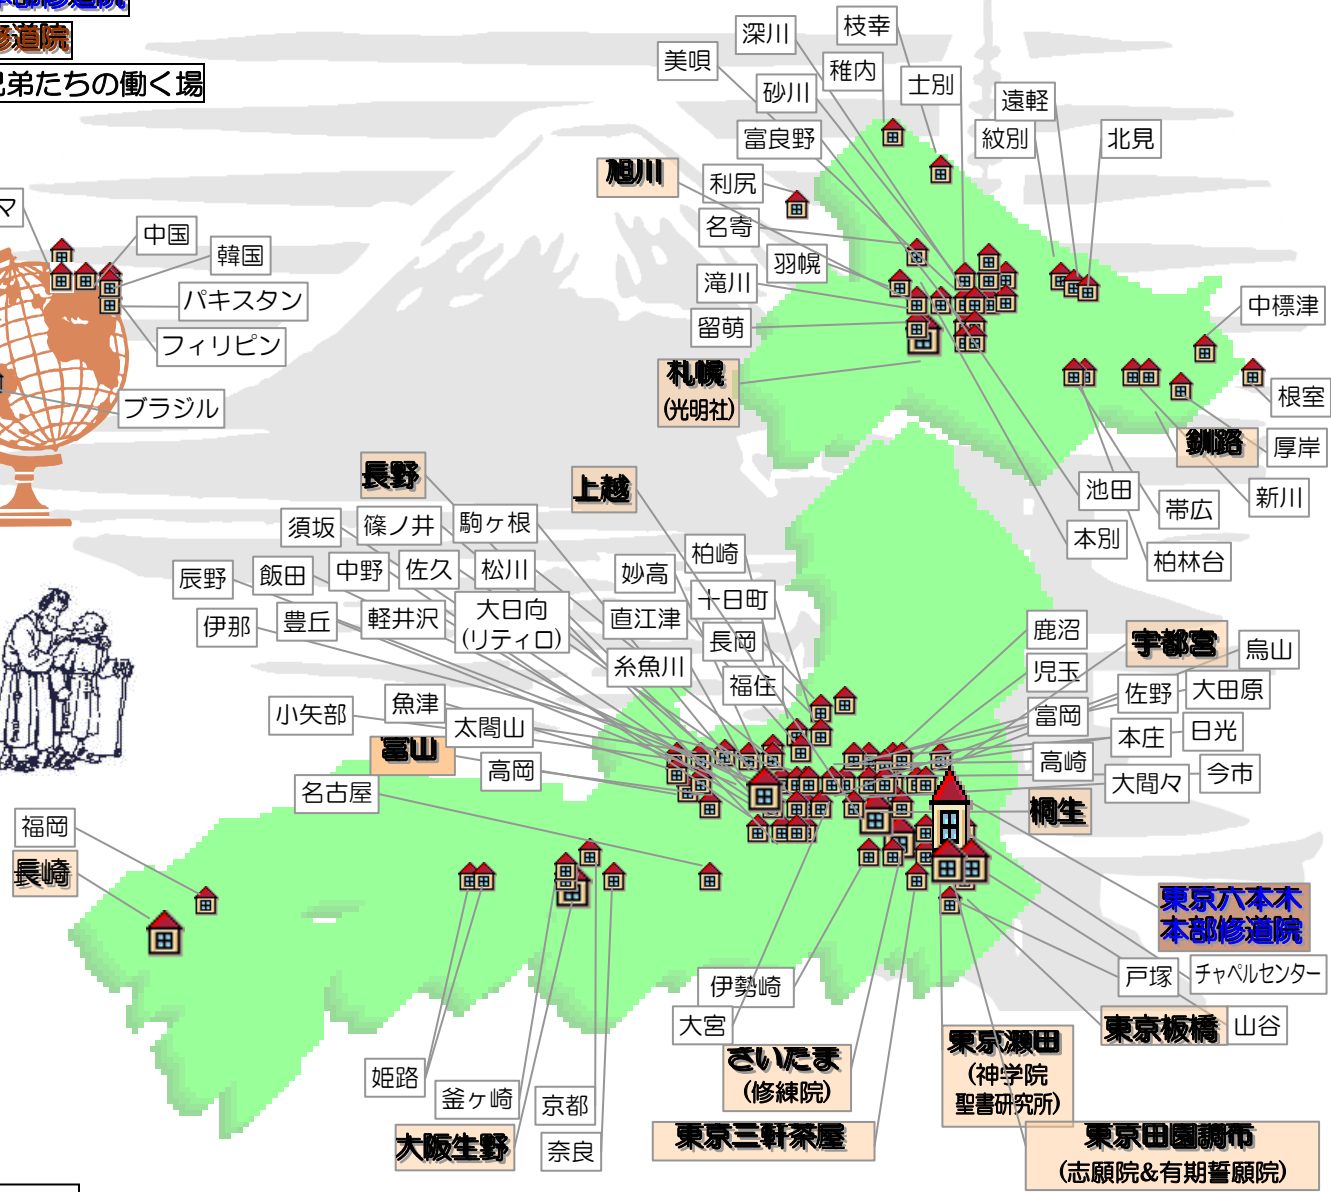 本部修道院
修道院
兄弟たちの働く場
マ
中国
韓国
パキスタン
フィリピン
ブラジル
深川
枝幸
美唄
稚内
砂川
士別
遠軽
富良野
紋別
北見
旭川
利尻
名寄
羽幌
滝川
留萌
中標津
札幌
(光明社)
根室
釧路
厚岸
池田
新川
帯広
本別
柏林台
長野
上越
須坂
篠ノ井
駒ヶ根
柏崎
辰野
飯田
中野
佐久
松川
妙高
十日町
伊那
豊丘
軽井沢
大日向
(リティロ)
直江津
長岡
糸魚川
福住
鹿沼
宇都宮
烏山
児玉
佐野
大田原
富岡
本庄
日光
高崎
大間々
今市
桐生
小矢部
魚津
太閤山
富山
高岡
名古屋
福岡
長崎
東京六本木
本部修道院
伊勢崎
戸塚
チャペルセンター
大宮
東京板橋
山谷
さいたま
(修練院)
東京瀬田
(神学院
聖書研究所)
姫路
釜ヶ崎
京都
大阪生野
奈良
東京三軒茶屋
東京田園調布
(志願院&有期誓願院)